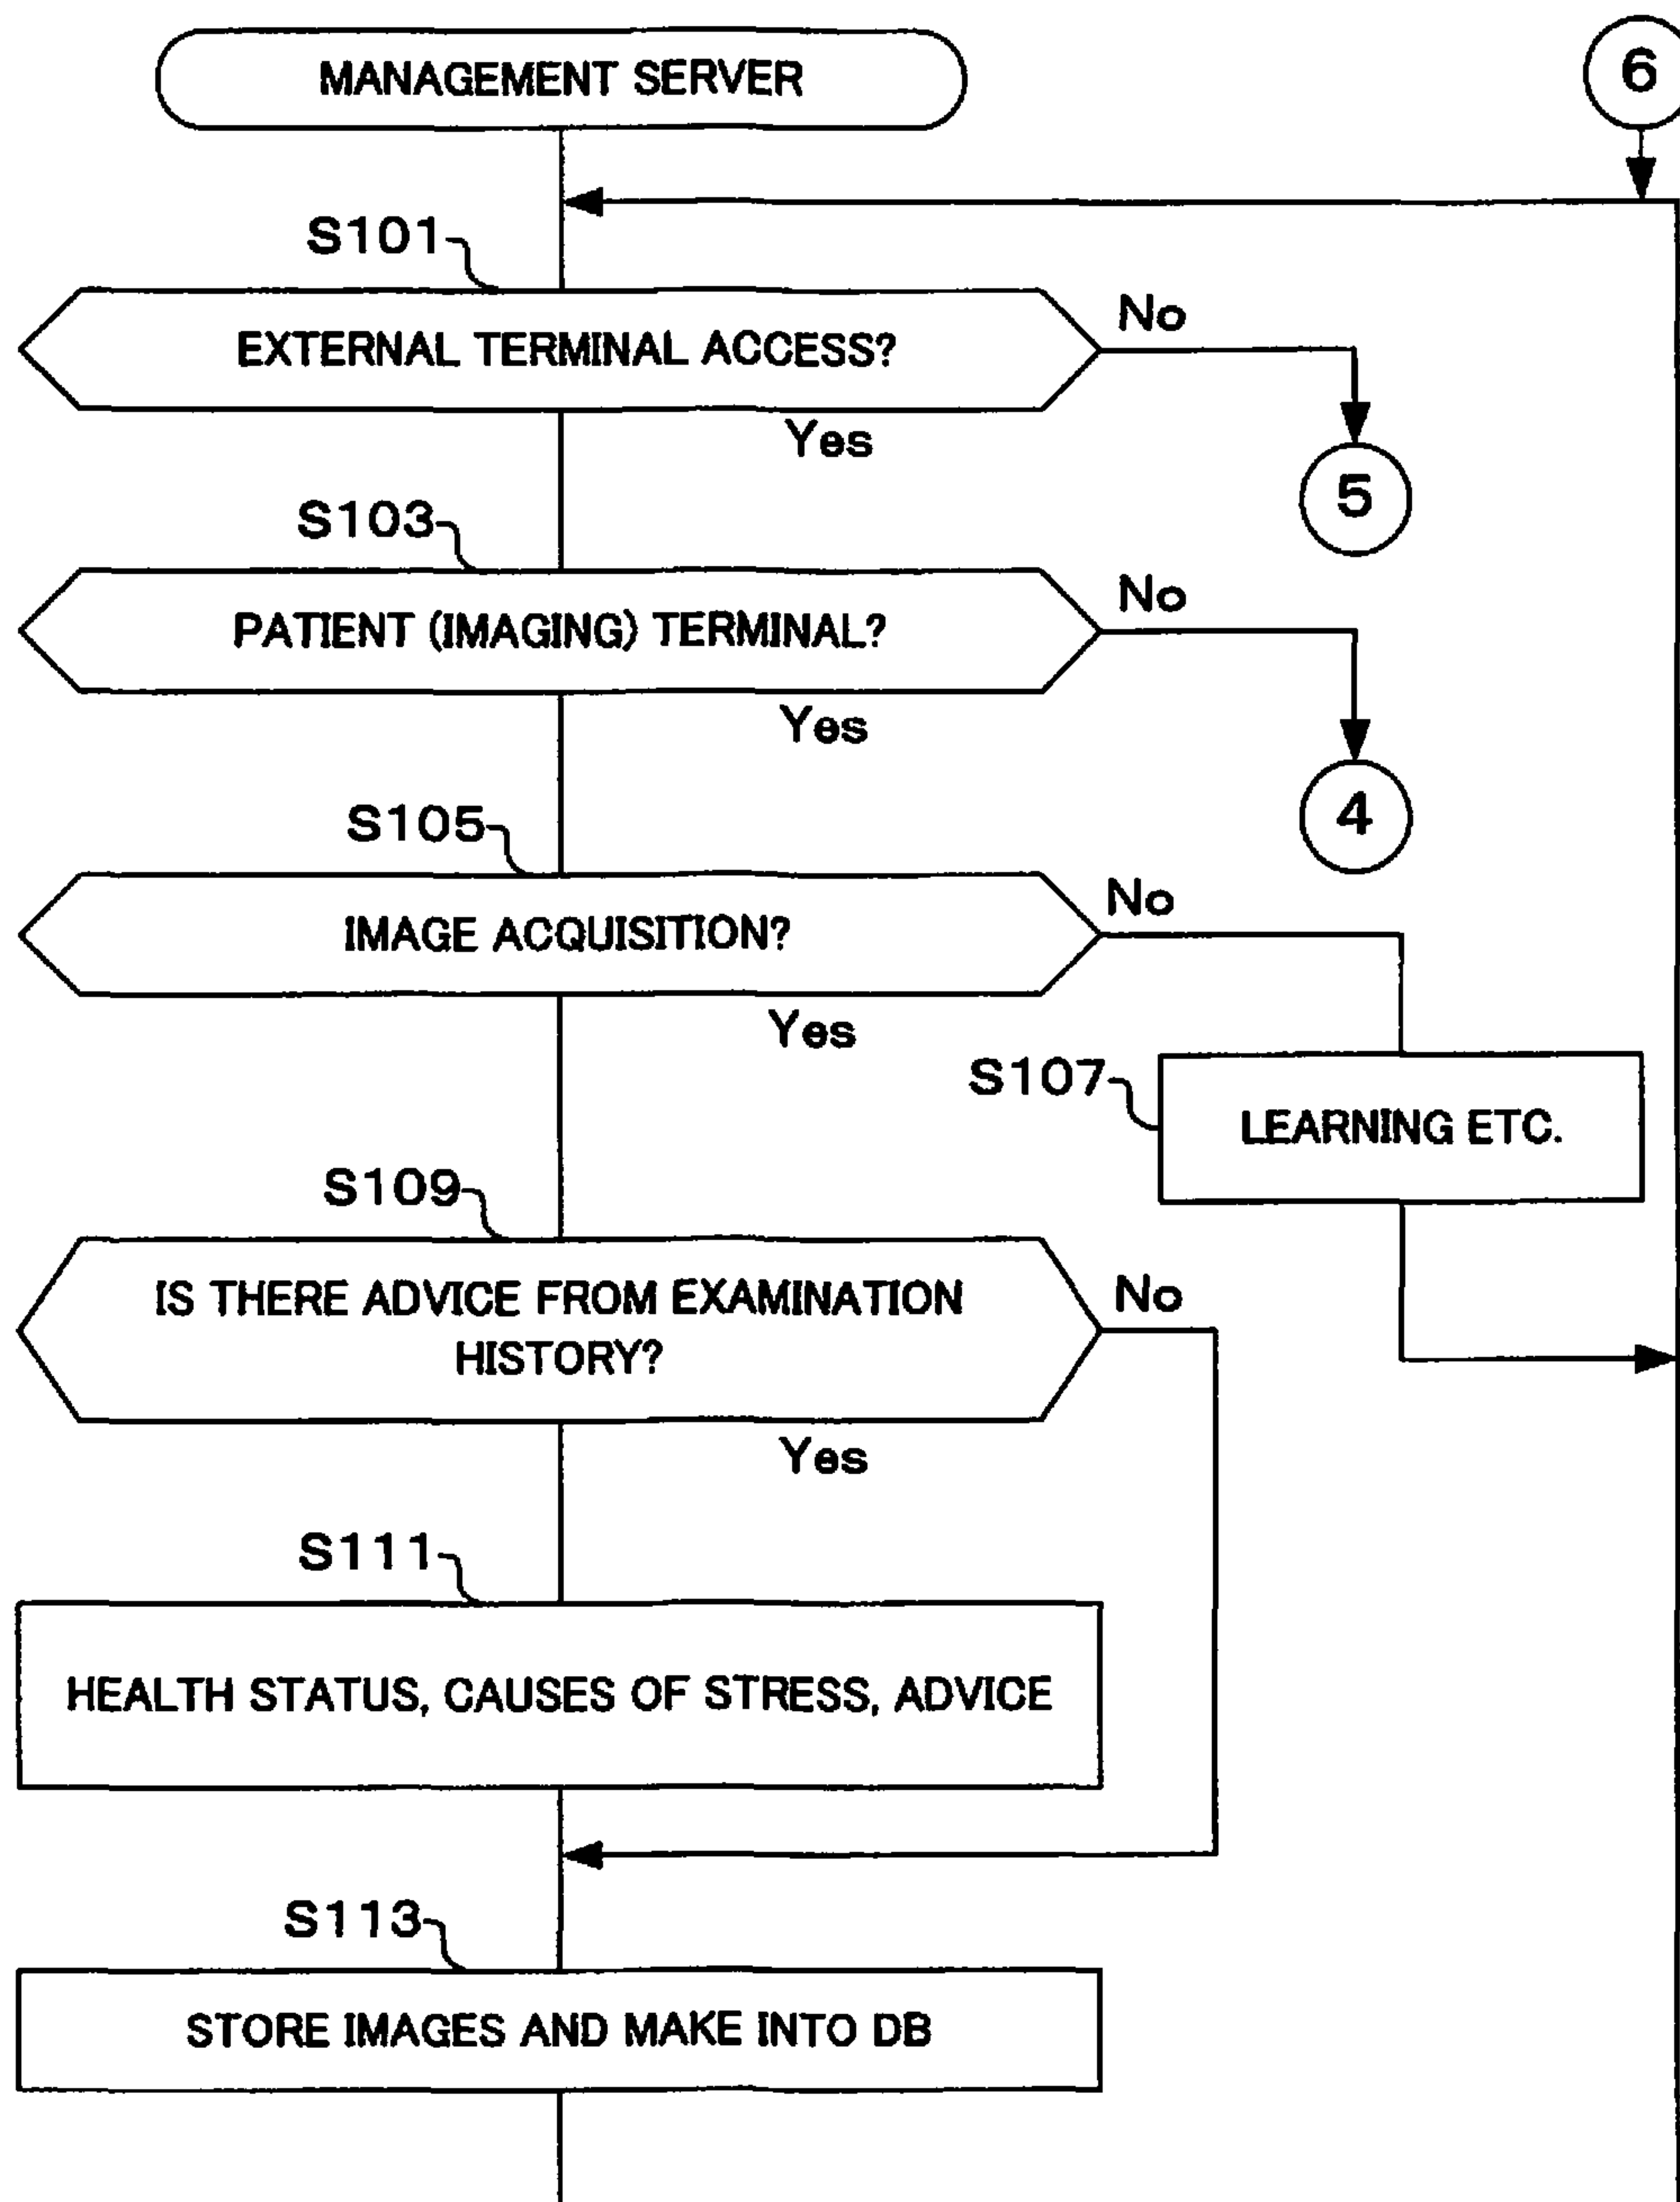 MANAGEMENT SERVER
6
S101
EXTERNAL TERMINAL ACCESS?
No
Yes
5
S103
PATIENT (IMAGING) TERMINAL?
No
Yes
4
S105
IMAGE ACQUISITION?
No
Yes
S107
LEARNING ETC.
S109
IS THERE ADVICE FROM EXAMINATION
HISTORY?
No
Yes
S111
HEALTH STATUS, CAUSES OF STRESS, ADVICE
S113
STORE IMAGES AND MAKE INTO DB